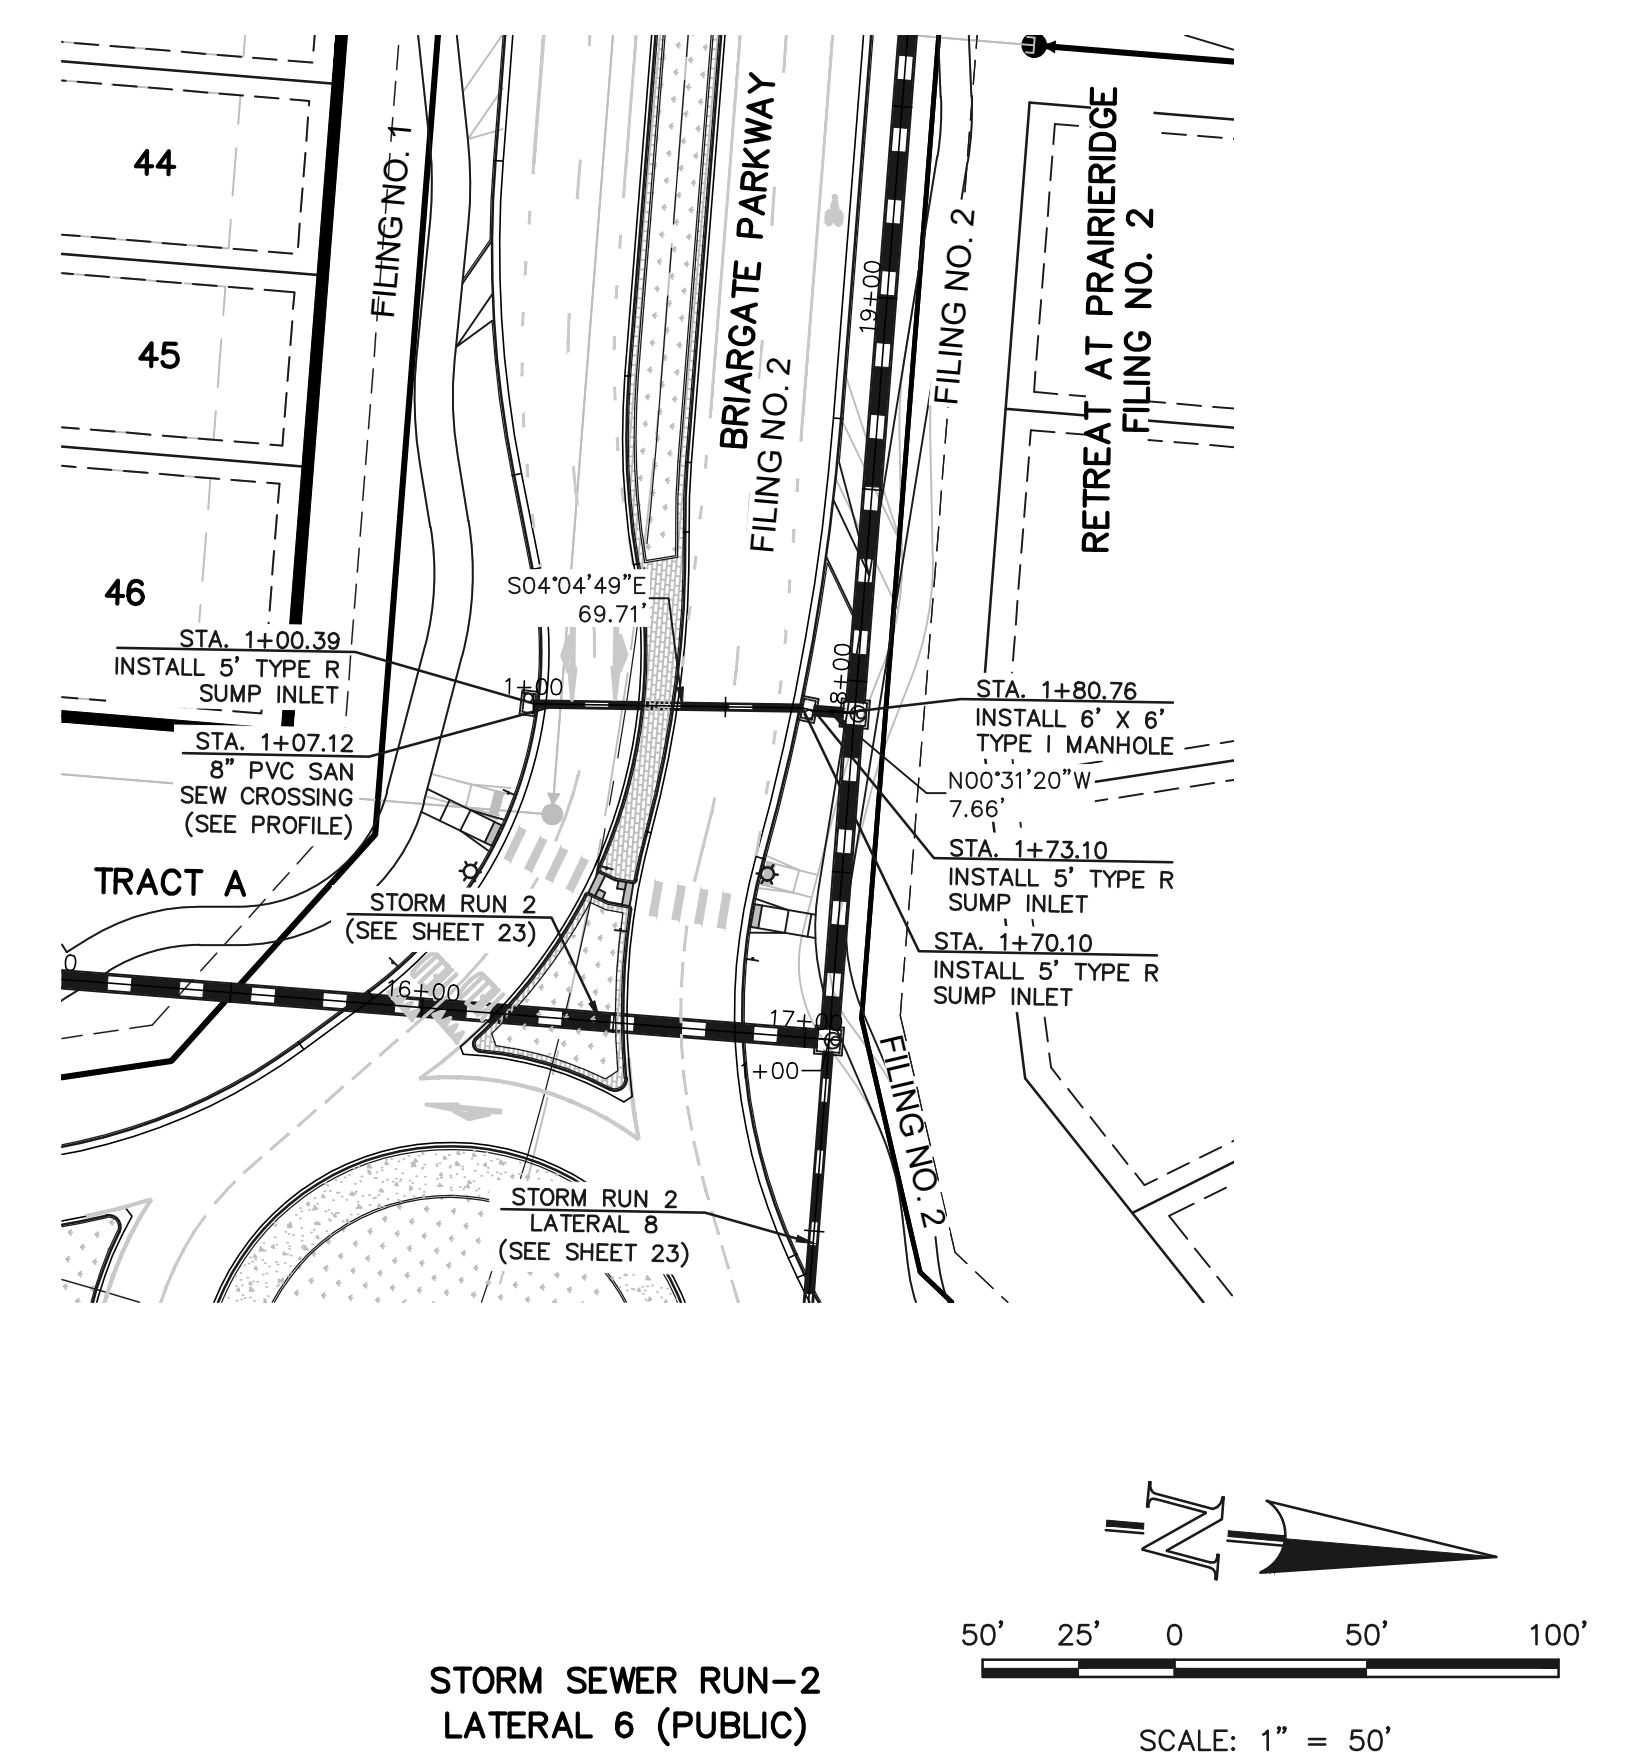 44
45
46
FILING NO. 1
BRIARGATE PARKWAY
FILING NO. 2
19+00
FILING NO. 2
RETREAT AT PRAIRIERIDGE
FILING NO. 2
S04°04'49"E
69.71'
STA. 1+00.39
INSTALL 5' TYPE R
SUMP INLET
1+00
8+00
STA. 1+80.76
INSTALL 6' X 6'
TYPE I MANHOLE
STA. 1+07.12
8" PVC SAN
SEW CROSSING
(SEE PROFILE)
N00°31'20"W
7.66'
STA. 1+73.10
INSTALL 5' TYPE R
SUMP INLET
TRACT A
STORM RUN 2
(SEE SHEET 23)
STA. 1+70.10
INSTALL 5' TYPE R
SUMP INLET
0
16+00
17+00
1+00
FILING NO. 2
STORM RUN 2
LATERAL 8
(SEE SHEET 23)
N
50' 25' 0 50' 100'
STORM SEWER RUN-2
LATERAL 6 (PUBLIC)
SCALE: 1" = 50'